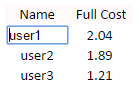 Name Full Cost
user1 2.04
user2 1.89
user3 1.21